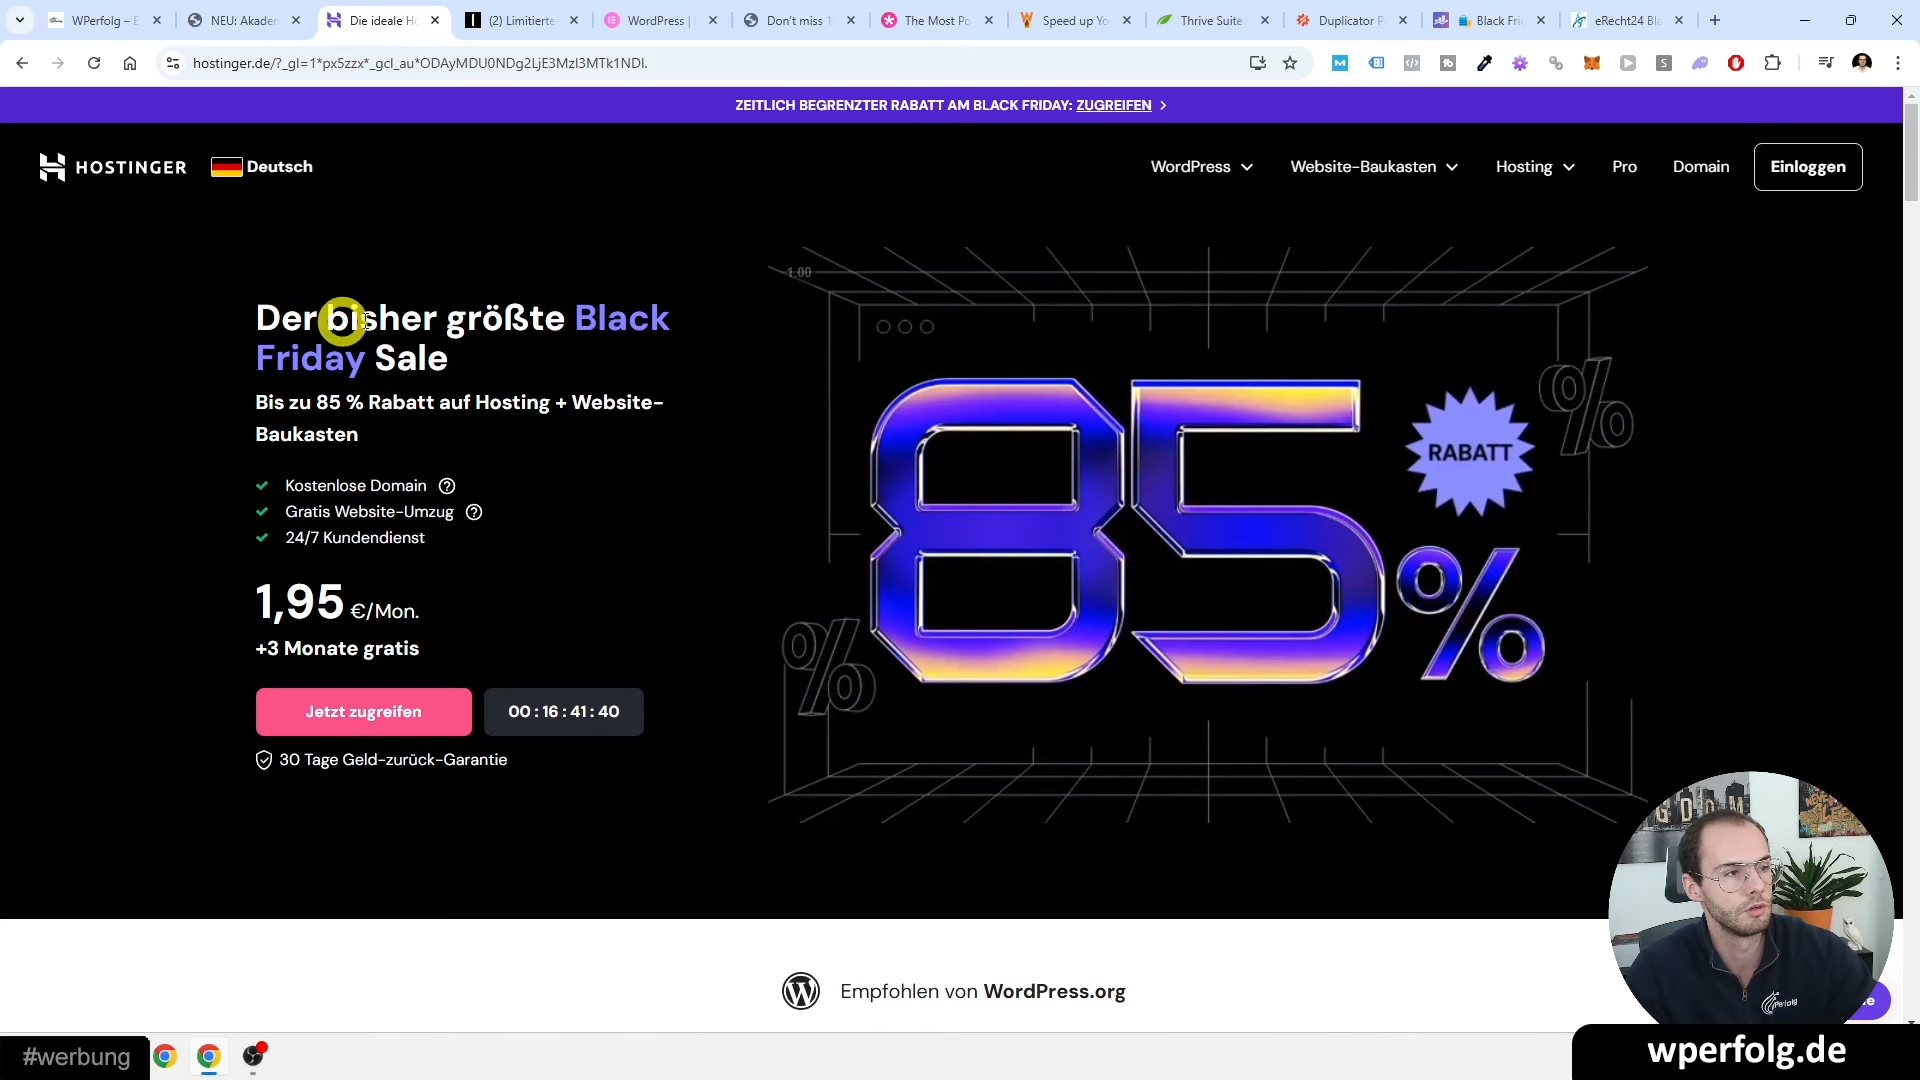 WPerfolg – E
NEU: Akaden
Die ideale Ho
(2) Limitierte
WordPress |
Don't miss 1
The Most Po
Speed up Yo
Thrive Suite
Duplicator P
Black Fri
eRecht24 Bla
hostinger.de/?_gl=1*px5zzx*_gcl_au*ODAyMDU0NDg2LjE3MzI3MTk1NDI.
ZEITLICH BEGRENZTER RABATT AM BLACK FRIDAY: ZUGREIFEN
HOSTINGER
Deutsch
WordPress
Website-Baukasten
Hosting
Pro
Domain
Einloggen
1.00
Der bisher größte Black
Friday Sale
Bis zu 85 % Rabatt auf Hosting + Website-
Baukasten
Kostenlose Domain
Gratis Website-Umzug
24/7 Kundendienst
1,95 €/Mon.
+3 Monate gratis
Jetzt zugreifen
00 : 16 : 41 : 40
30 Tage Geld-zurück-Garantie
85%
RABATT
%
%
Empfohlen von WordPress.org
WPerfolg
#werbung
wperfolg.de